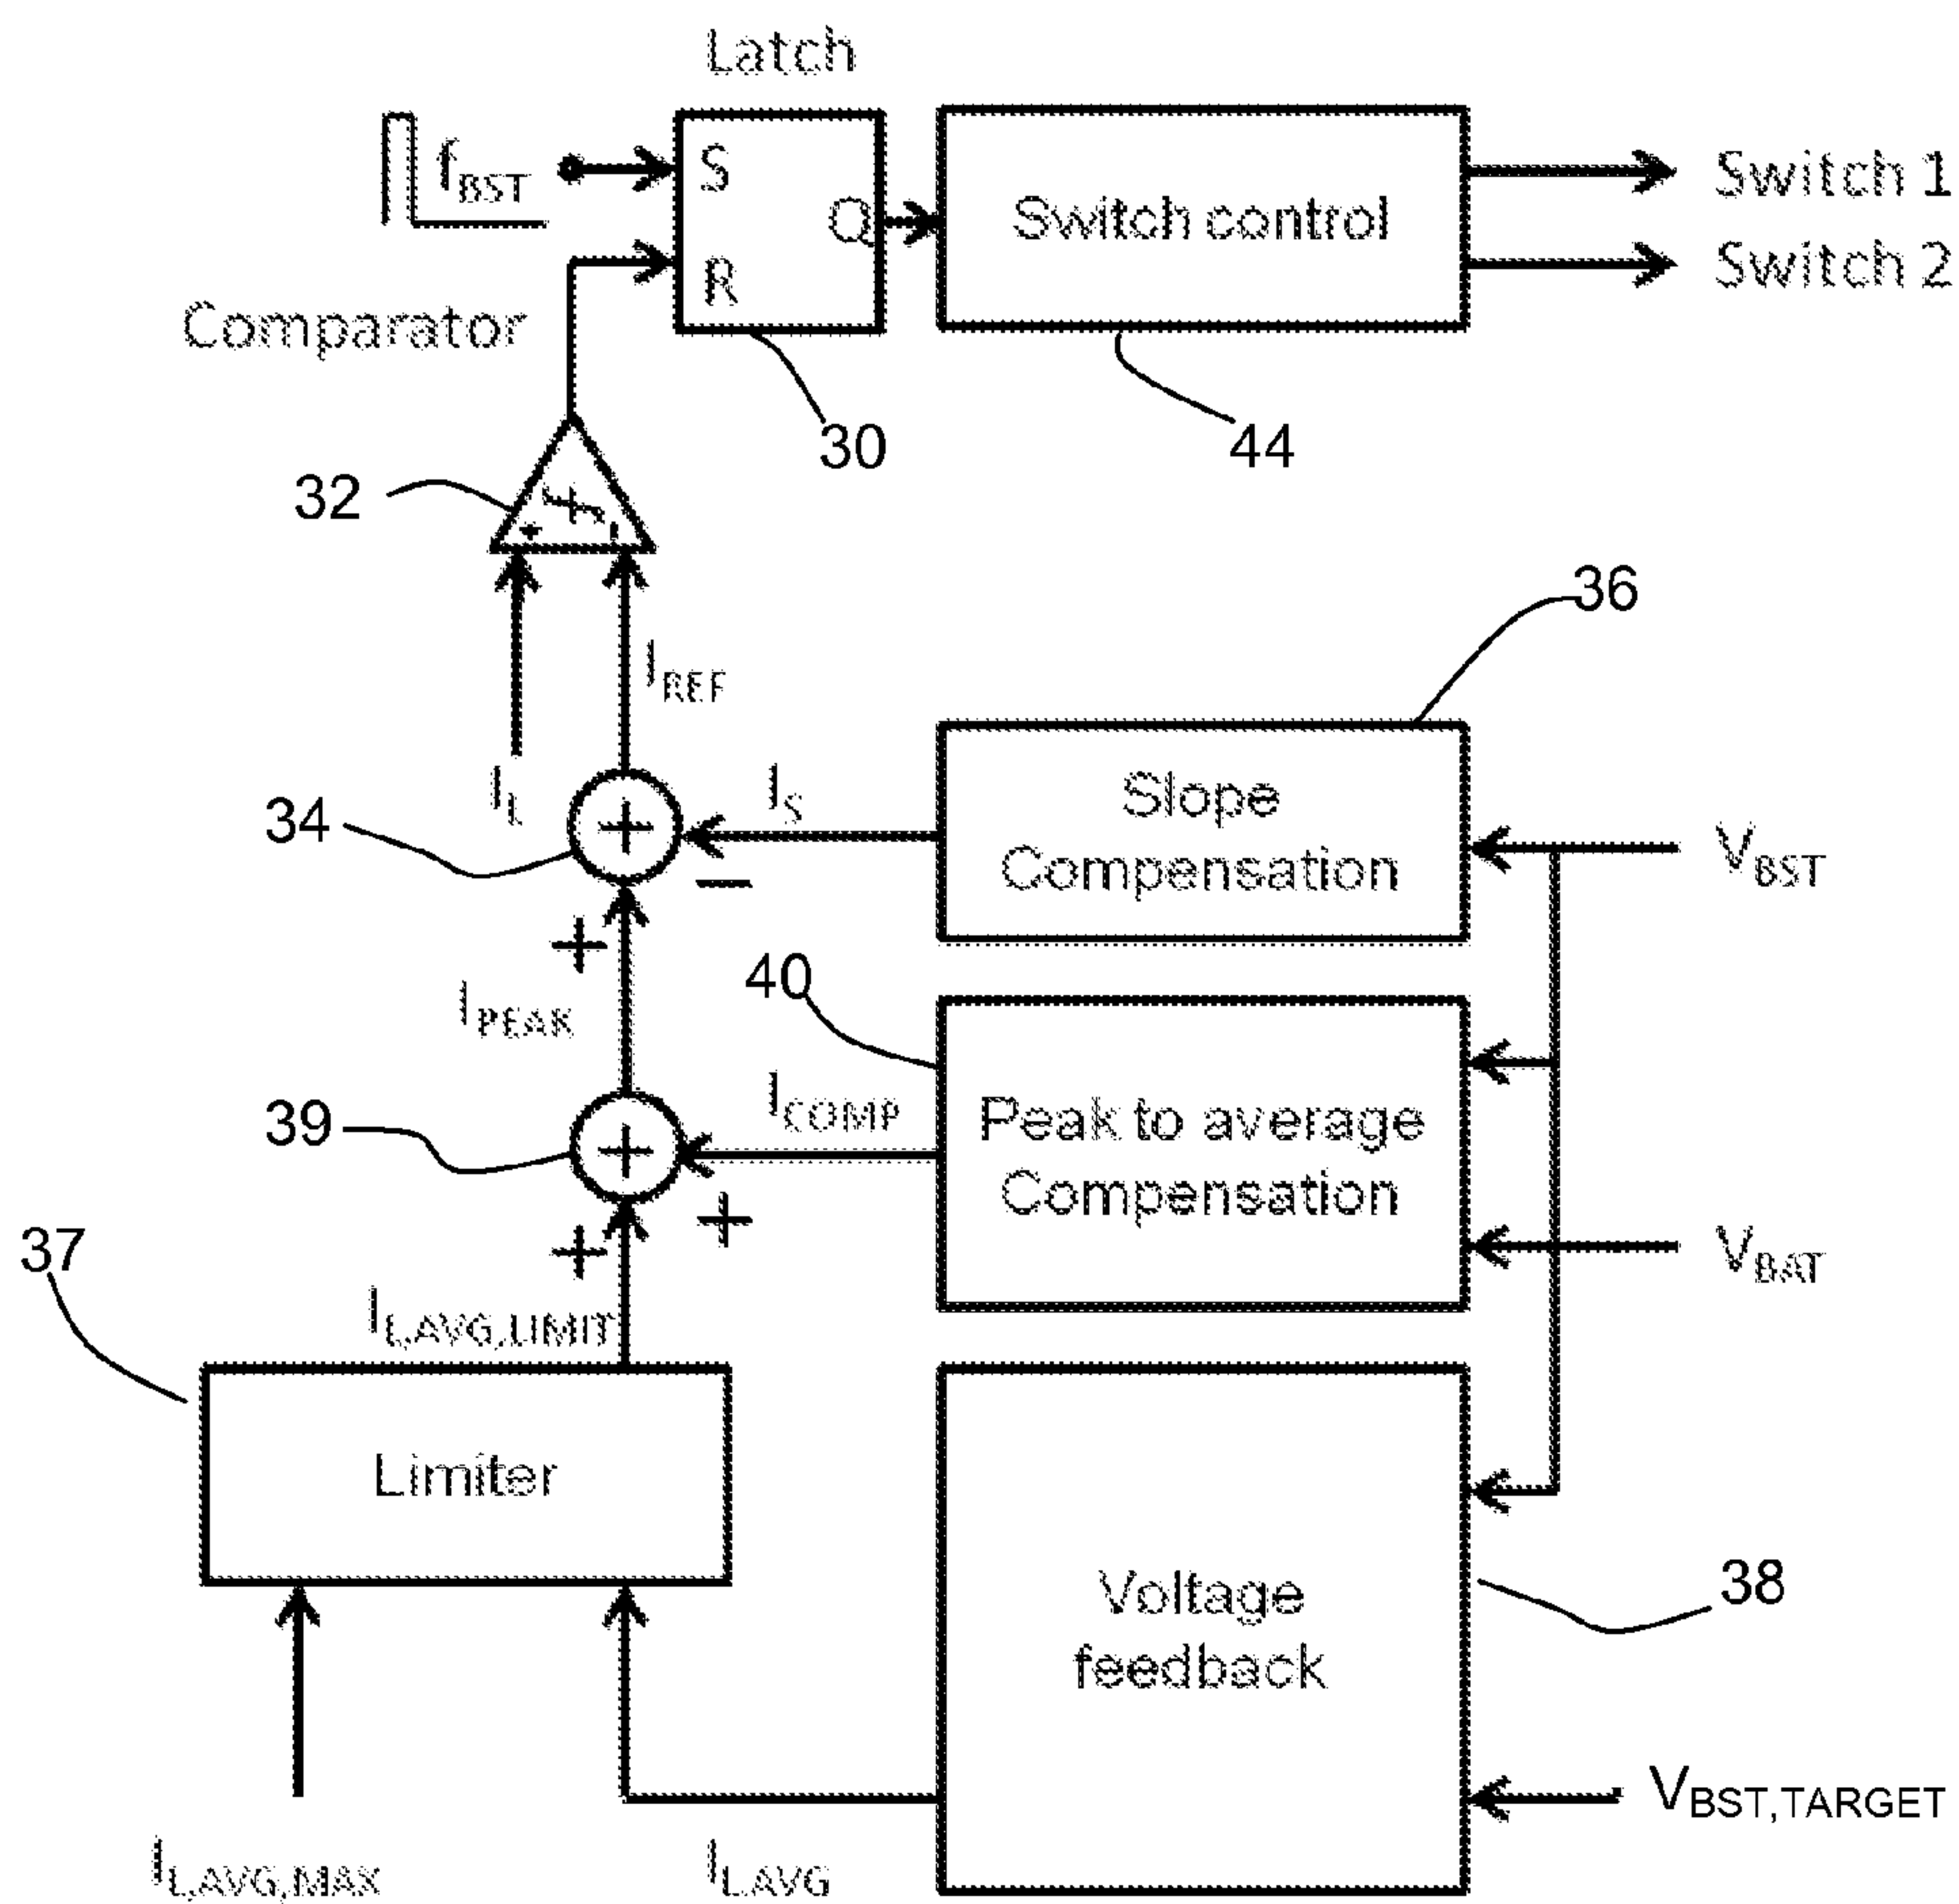 Latch
f_BST
S
Q
R
Switch control
Switch 1
Switch 2
Comparator
30
44
32
+
-
36
I_REF
I_L
34
+
I_S
−
Slope
Compensation
V_BST
+
I_PEAK
40
39
+
I_COMP
+
+
Peak to average
Compensation
V_BAT
37
I_L,AVG,LIMIT
Limiter
Voltage
feedback
38
V_BST,TARGET
I_L,AVG,MAX
I_L,AVG